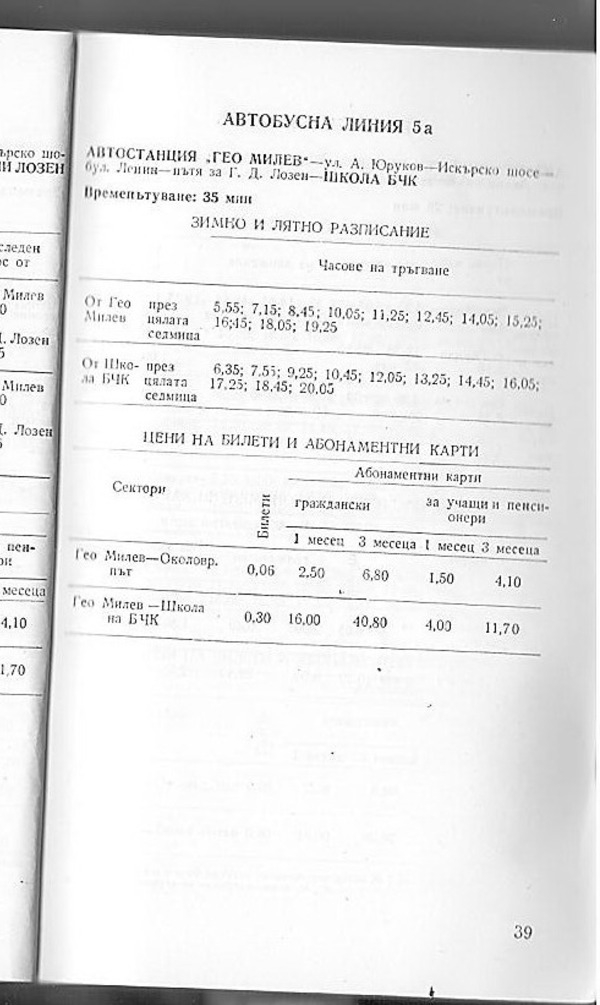 ърско шо-
И ЛОЗЕН
следен
с от
Милев
0
Д. Лозен
5
Милев
0
Д. Лозен
5
пен-
ри
месеца
4,10
1,70
АВТОБУСНА ЛИНИЯ 5а
АВТОСТАНЦИЯ „ГЕО МИЛЕВ“—ул. А. Юруков—Искърско шосе—
бул. Ленин—пътя за Г. Д. Лозен—ШКОЛА БЧК
Времепътуване: 35 мин
ЗИМНО И ЛЯТНО РАЗПИСАНИЕ
Часове на тръгване
От Гео през 5,55; 7,15; 8,45; 10,05; 11,25; 12,45; 14,05; 15,25;
Милев цялата 16,45; 18,05; 19,25
седмица
От Шко- през 6,35; 7,55; 9,25; 10,45; 12,05; 13,25; 14,45; 16,05;
ла БЧК цялата 17,25; 18,45; 20,05
седмица
ЦЕНИ НА БИЛЕТИ И АБОНАМЕНТНИ КАРТИ
Абонаментни карти
Сектори Билети граждански за учащи и пенси-
онери
1 месец 3 месеца 1 месец 3 месеца
Гео Милев—Околовр.
път 0,06 2,50 6,80 1,50 4,10
Гео Милев—Школа
на БЧК 0,30 16,00 40,80 4,00 11,70
39